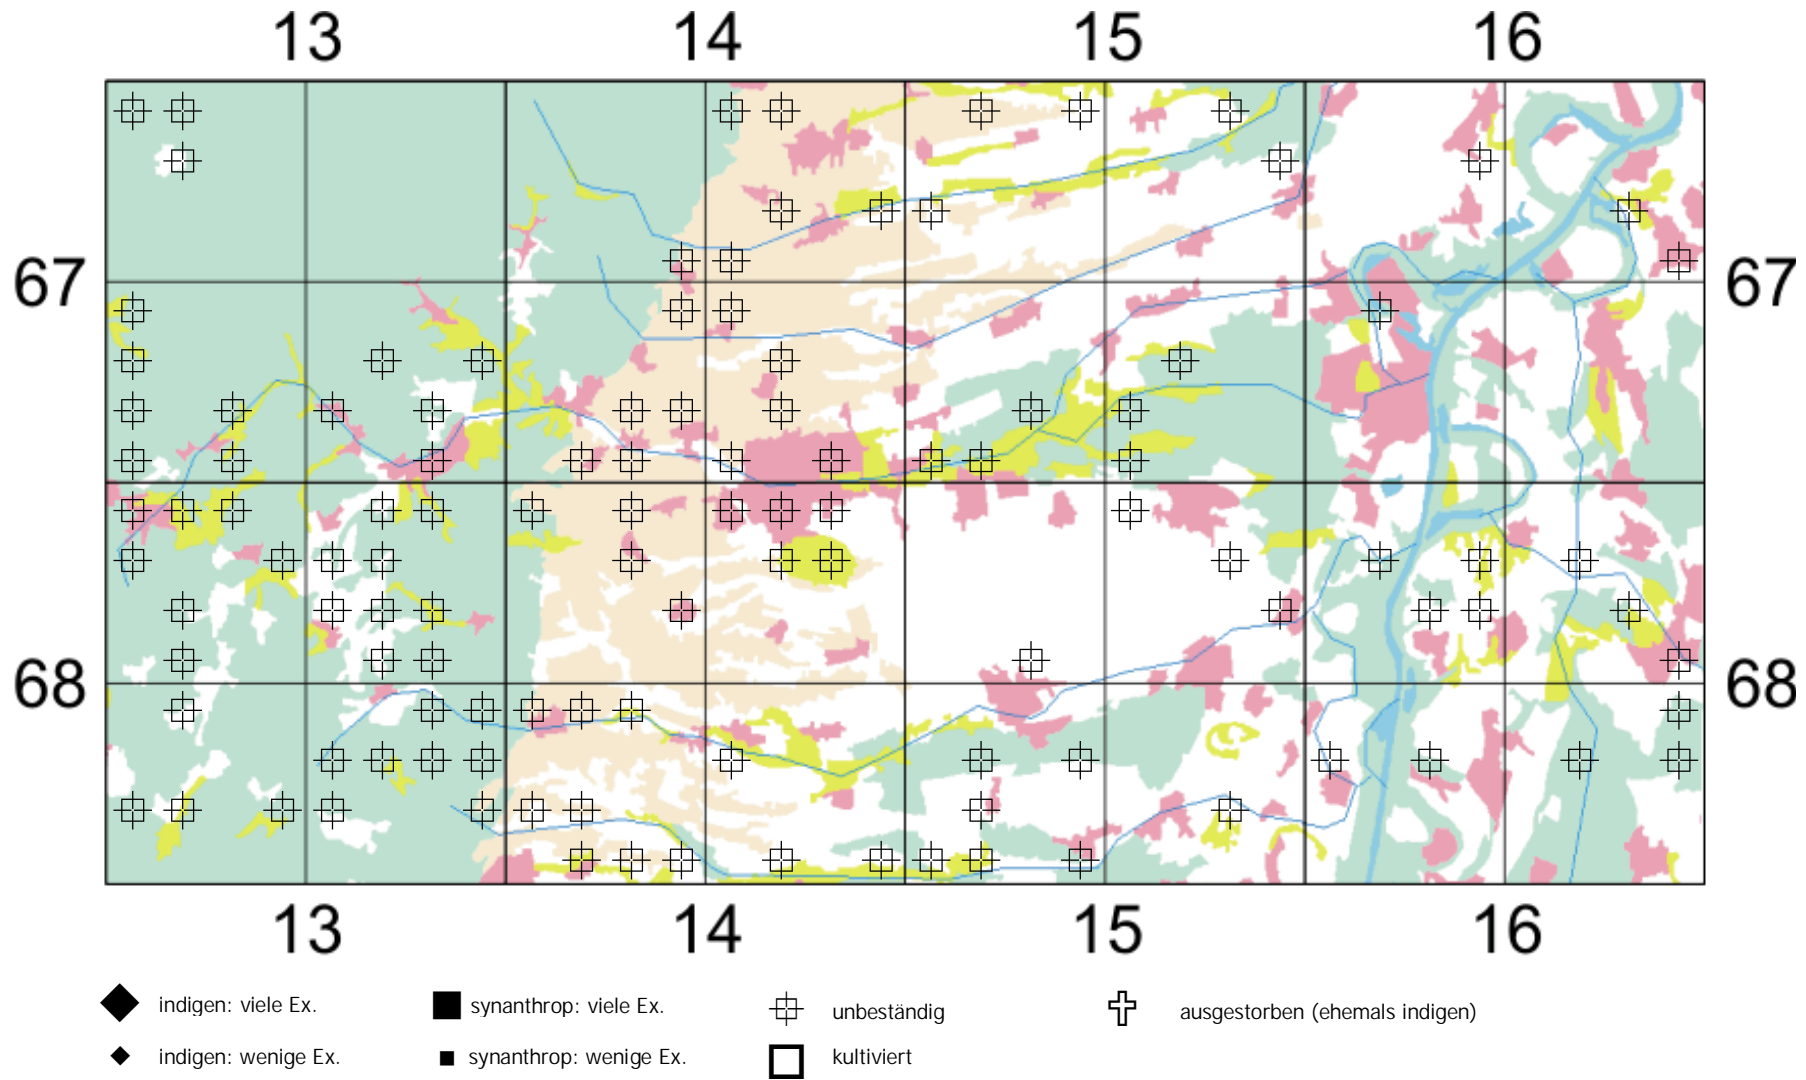 13 14 15 16
67 67
68 68
13 14 15 16
indigen: viele Ex. synanthrop: viele Ex. unbeständig ausgestorben (ehemals indigen)
indigen: wenige Ex. synanthrop: wenige Ex. kultiviert